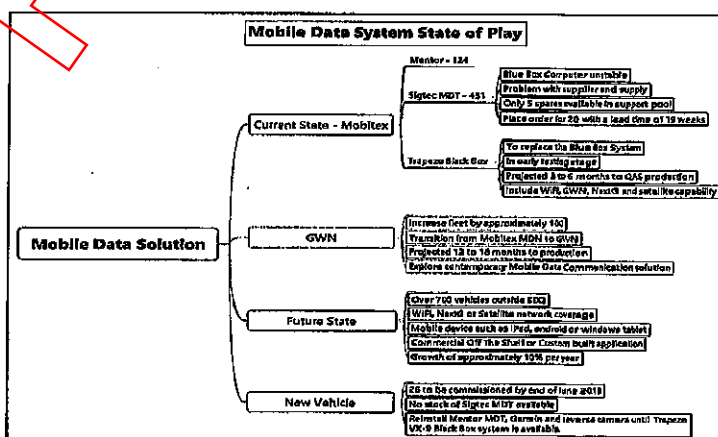 Mobile Data System State of Play
Mobile Data Solution
Current State - Mobitex
Mentor - 124
Sigtec MDT - 451
Blue Box Computer unstable
Problem with supplier and supply
Only 5 spares available in support pool
Place order for 20 with a lead time of 19 weeks
Trapeze Black Box
To replace the Blue Box System
In early testing stage
Projected 3 to 6 months to QAS production
Include WiFi, GWN, NextG and satellite capability
GWN
Increase fleet by approximately 100
Transition from Mobitex MDN to GWN
Projected 12 to 18 months to production
Explore contemporary Mobile Data Communication solution
Future State
Over 700 vehicles outside SEQ
WiFi, NextG or Satellite network coverage
Mobile device such as iPad, android or windows tablet
Commercial Off The Shelf or Custom built application
Growth of approximately 10% per year
New Vehicle
26 to be commissioned by end of June
No stock of Sigtec MDT available
Reinstall Mentor MDT, Garmin and reverse camera until Trapeze
VX-9 Black Box system is available